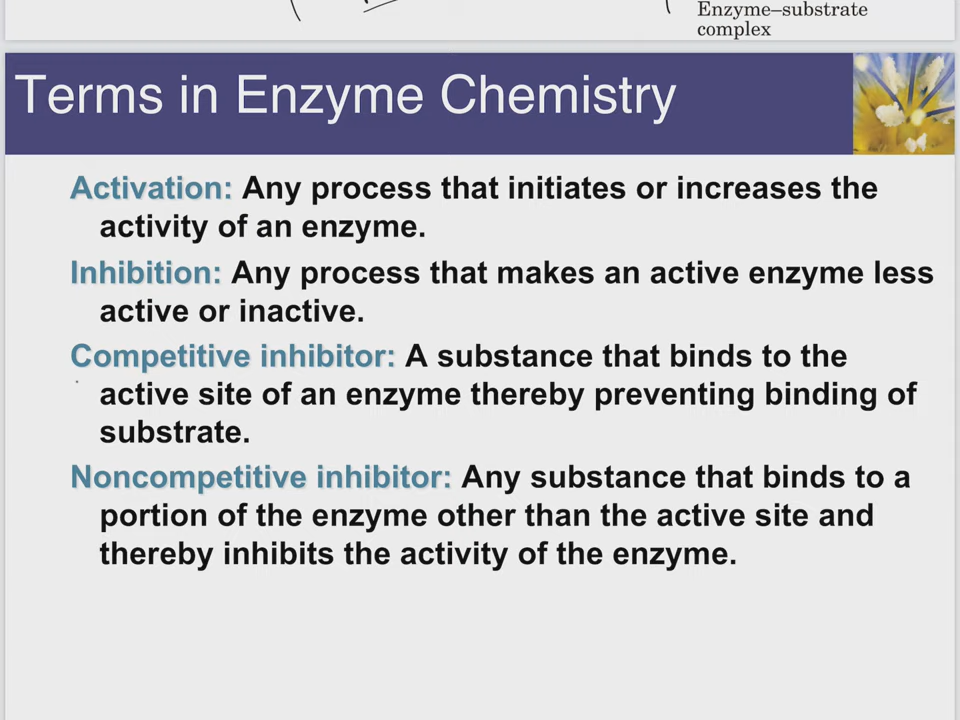 Enzyme–substrate
complex
Terms in Enzyme Chemistry
Activation: Any process that initiates or increases the
activity of an enzyme.
Inhibition: Any process that makes an active enzyme less
active or inactive.
Competitive inhibitor: A substance that binds to the
active site of an enzyme thereby preventing binding of
substrate.
Noncompetitive inhibitor: Any substance that binds to a
portion of the enzyme other than the active site and
thereby inhibits the activity of the enzyme.